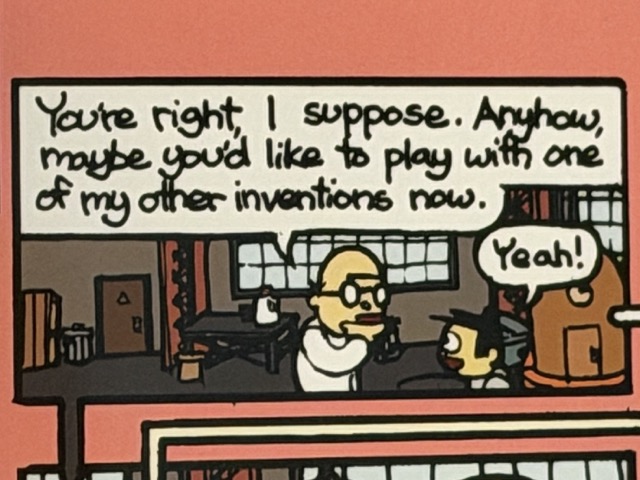 You're right, I suppose. Anyhow,
maybe you'd like to play with one
of my other inventions now.
Yeah!